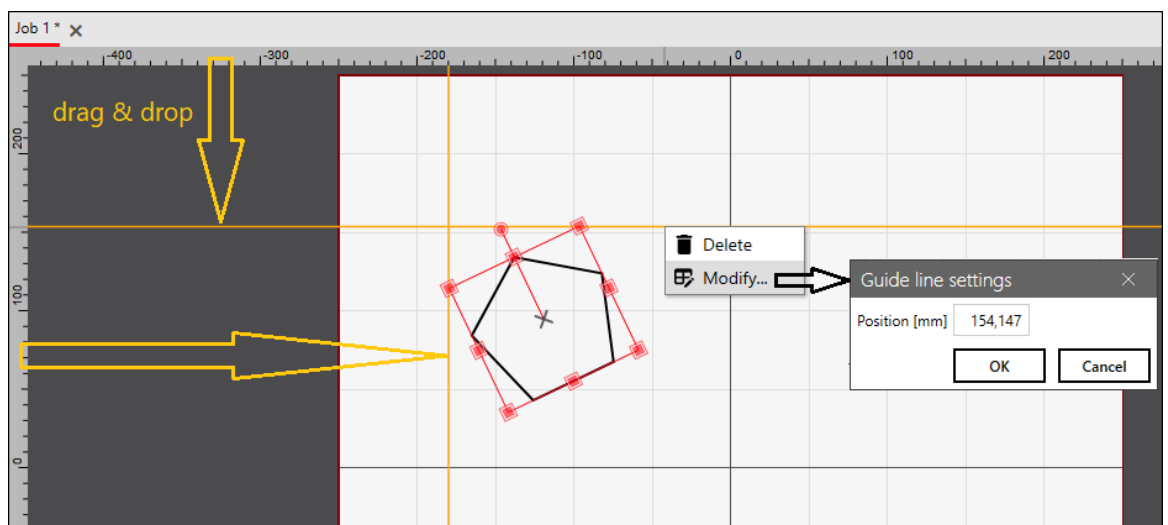 Job 1*
-400 -300 -200 -100 0 100 200
drag & drop
200
Delete
Modify...
Guide line settings
100
Position [mm] 154,147
OK Cancel
0